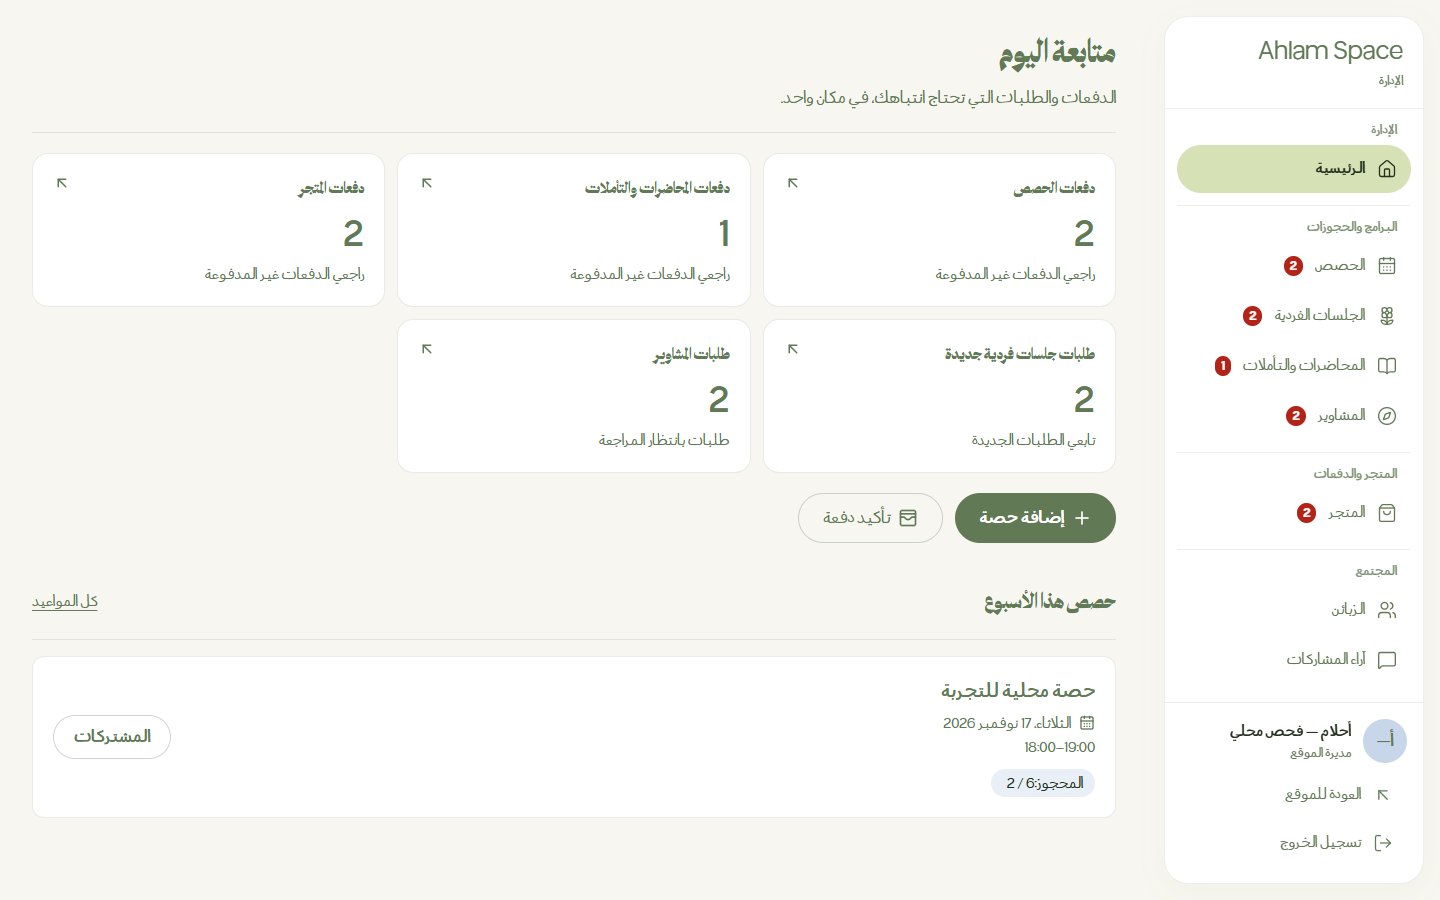 Ahlam Space
الإدارة
الإدارة
الرئيسية
البرامج والحجوزات
الحصص 2
الجلسات الفردية 2
المحاضرات والتأملات 1
المشاوير 2
المتجر والدفعات
المتجر 2
المجتمع
الزبائن
آراء المشاركات
أ—
أحلام — فحص محلي
مديرة الموقع
العودة للموقع
تسجيل الخروج
متابعة اليوم
الدفعات والطلبات التي تحتاج انتباهك، في مكان واحد.
دفعات الحصص
2
راجعي الدفعات غير المدفوعة
دفعات المحاضرات والتأملات
1
راجعي الدفعات غير المدفوعة
دفعات المتجر
2
راجعي الدفعات غير المدفوعة
طلبات جلسات فردية جديدة
2
تابعي الطلبات الجديدة
طلبات المشاوير
2
طلبات بانتظار المراجعة
إضافة حصة
تأكيد دفعة
حصص هذا الأسبوع
كل المواعيد
حصة محلية للتجربة
الثلاثاء، 17 نوفمبر 2026
18:00–19:00
المحجوز: 2 / 6
المشتركات